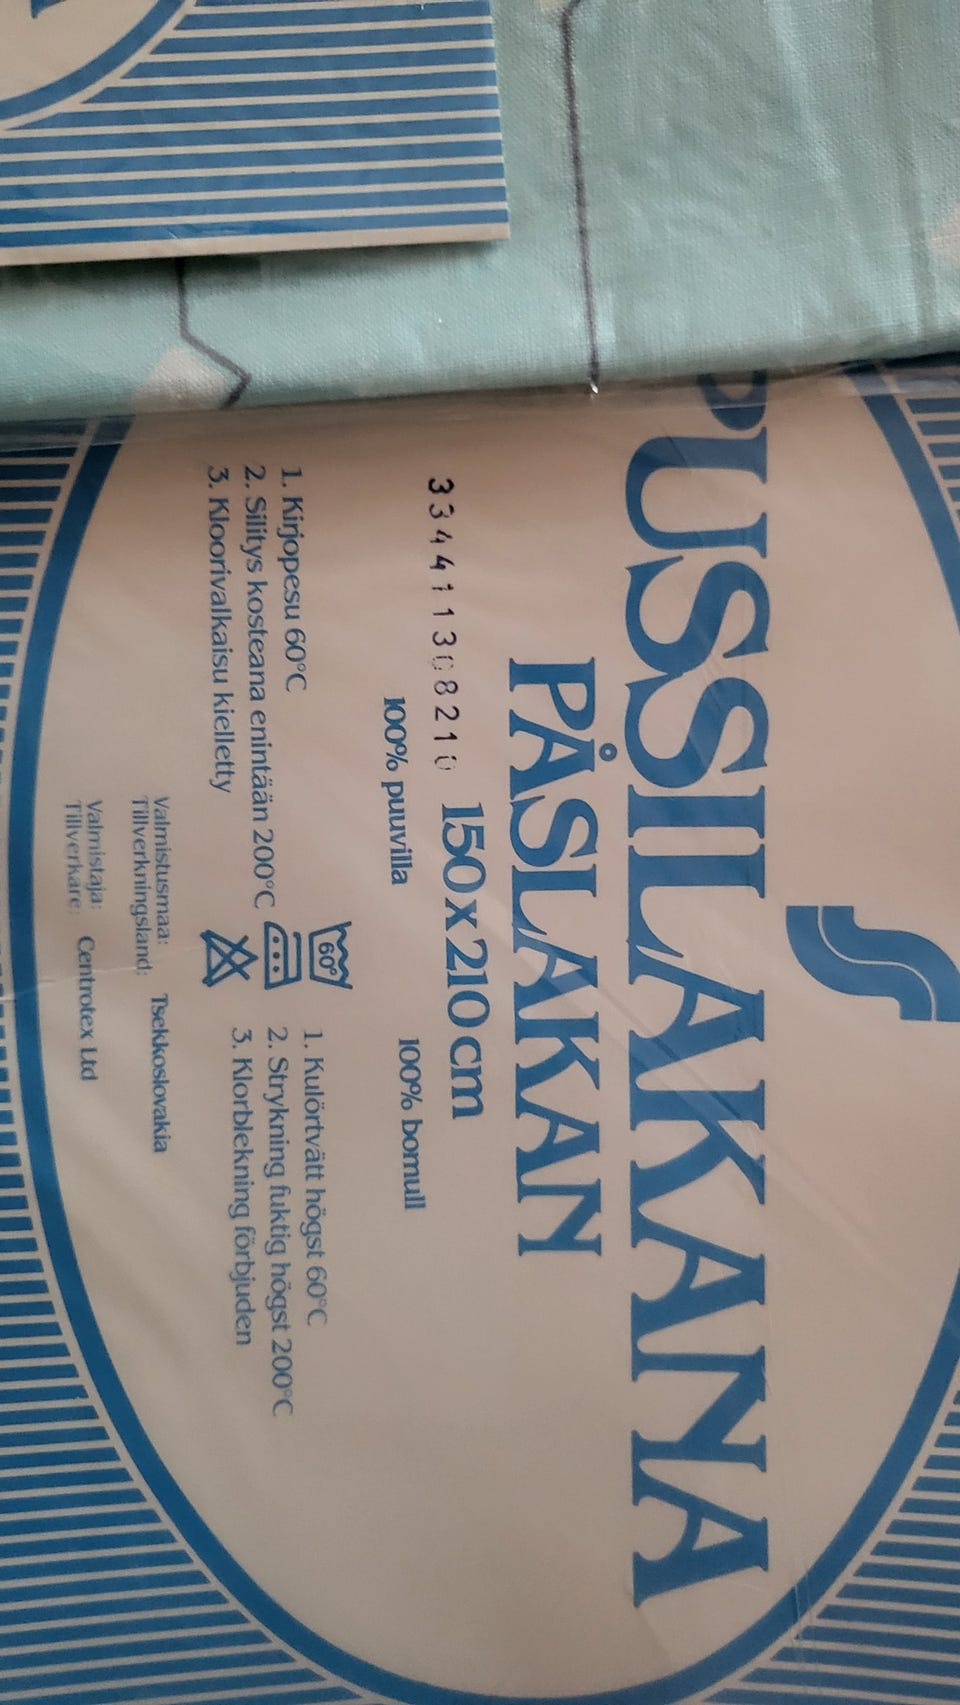 PUSSILAKANA
PÅSLAKAN
334411308210 150 x 210 cm
100% puuvilla 100% bomull
1. Kirjopesu 60°C
2. Silitys kosteana enintään 200°C
3. Kloorivalkaisu kielletty
60°
1. Kulörtvätt högst 60°C
2. Strykning fuktig högst 200°C
3. Klorblekning förbjuden
Valmistusmaa:
Tillverkningsland: Tsekkoslovakia
Valmistaja:
Tillverkare: Centrotex Ltd